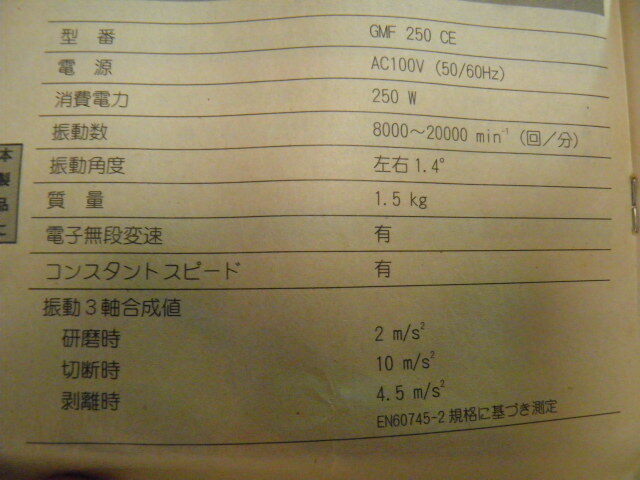 型番 GMF 250 CE
電源 AC100V (50/60Hz)
消費電力 250 W
振動数 8000～20000 min⁻¹ (回／分)
振動角度 左右1.4°
質量 1.5 kg
電子無段変速 有
コンスタントスピード 有
振動3軸合成値
研磨時 2 m/s²
切断時 10 m/s²
剥離時 4.5 m/s²
EN60745-2規格に基づき測定
本
製
品
に